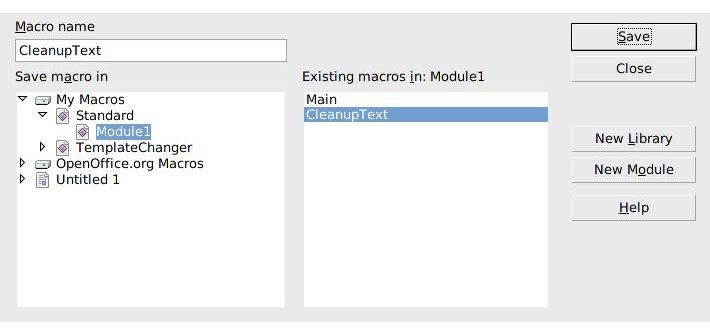 Macro name
CleanupText
Save macro in
My Macros
Standard
Module1
TemplateChanger
OpenOffice.org Macros
Untitled 1
Existing macros in: Module1
Main
CleanupText
Save
Close
New Library
New Module
Help